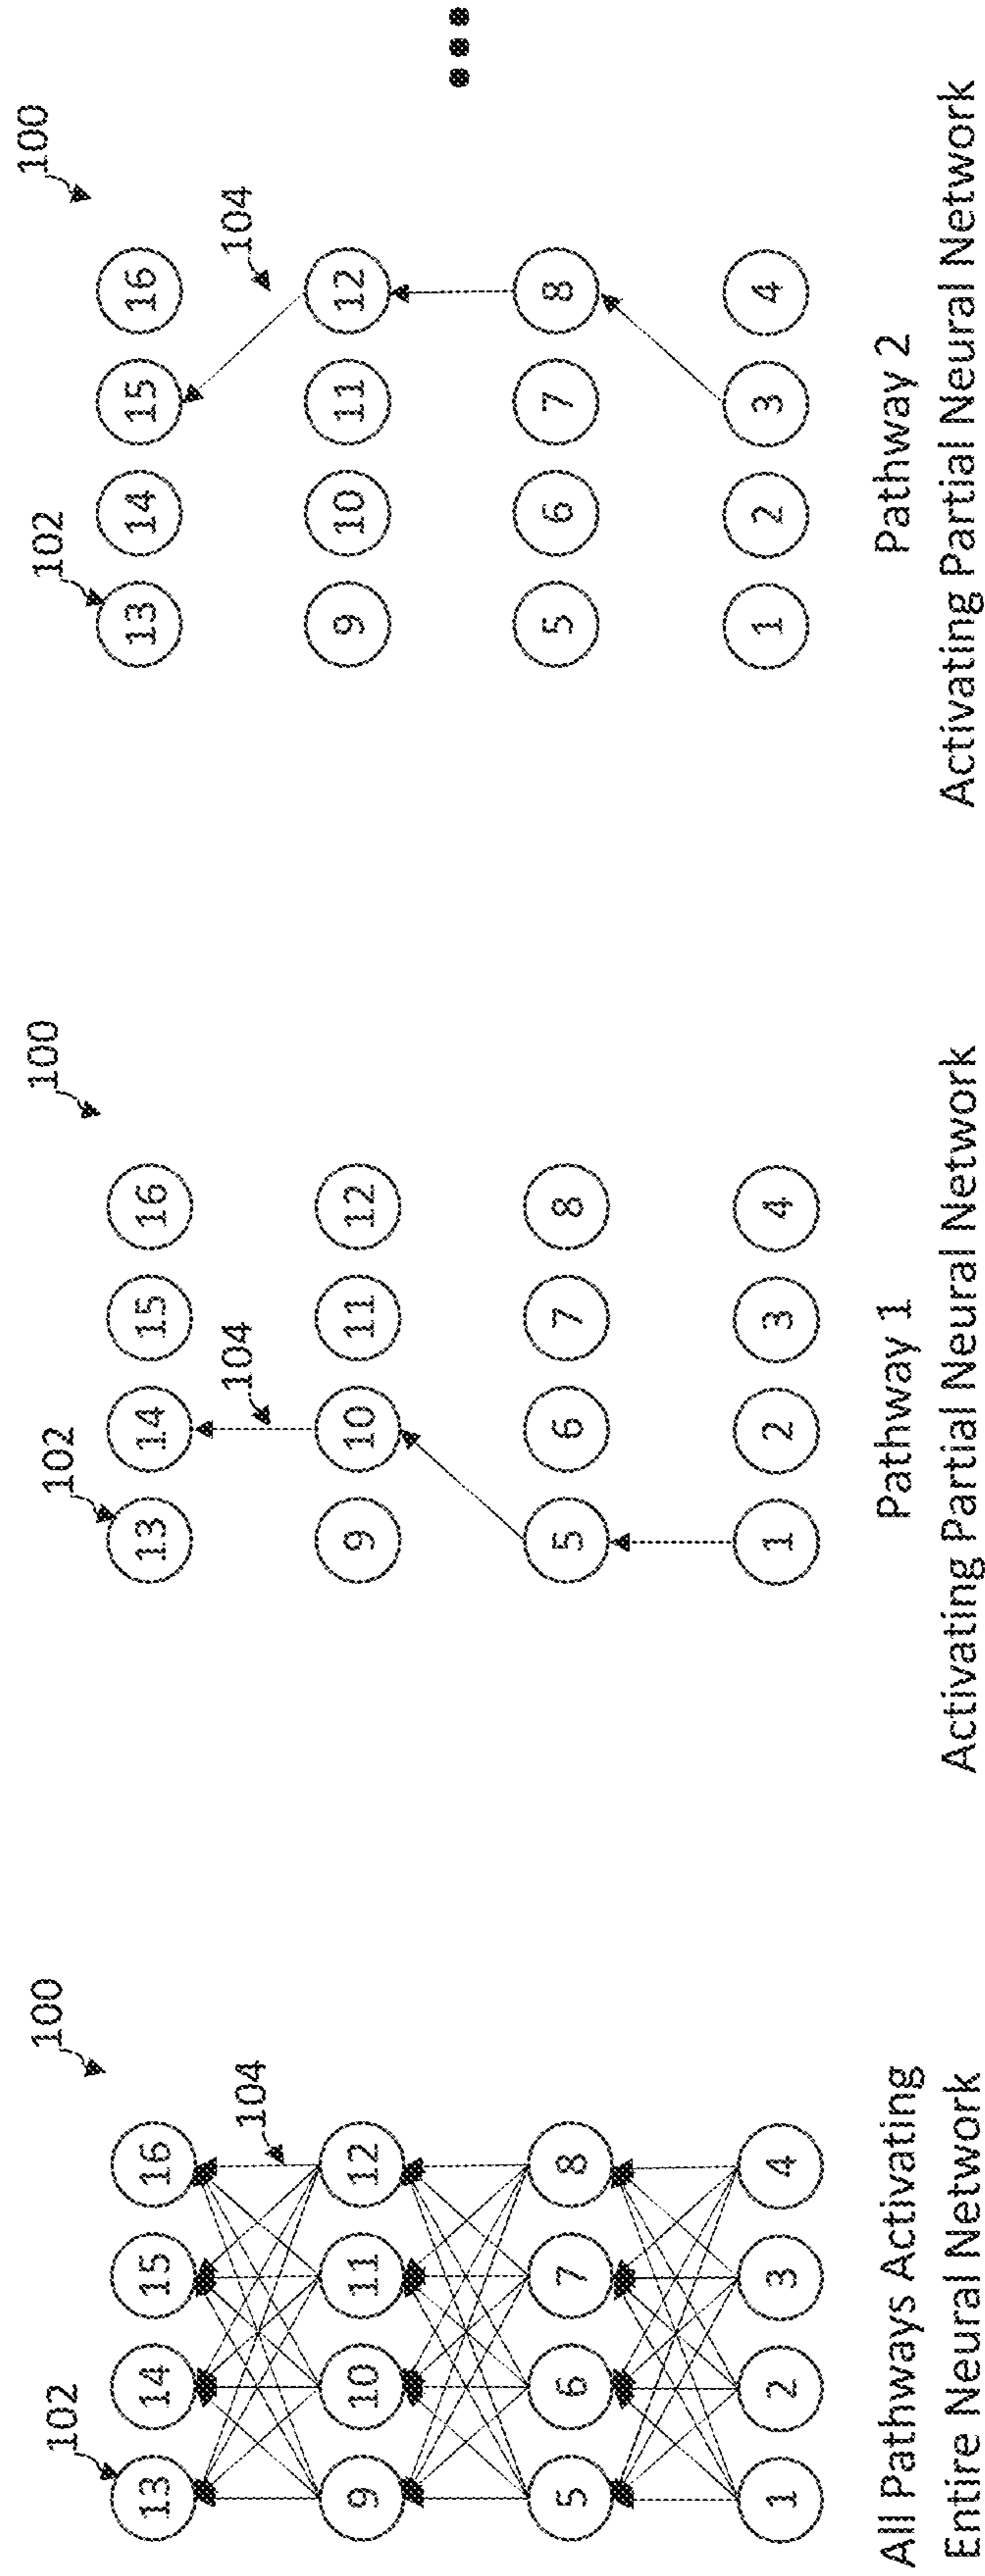 100
102
13 14 15 16
104
9 10 11 12
5 6 7 8
1 2 3 4
All Pathways Activating
Entire Neural Network
100
102
13 14 15 16
104
9 10 11 12
5 6 7 8
1 2 3 4
Pathway 1
Activating Partial Neural Network
100
102
13 14 15 16
104
9 10 11 12
5 6 7 8
1 2 3 4
Pathway 2
Activating Partial Neural Network